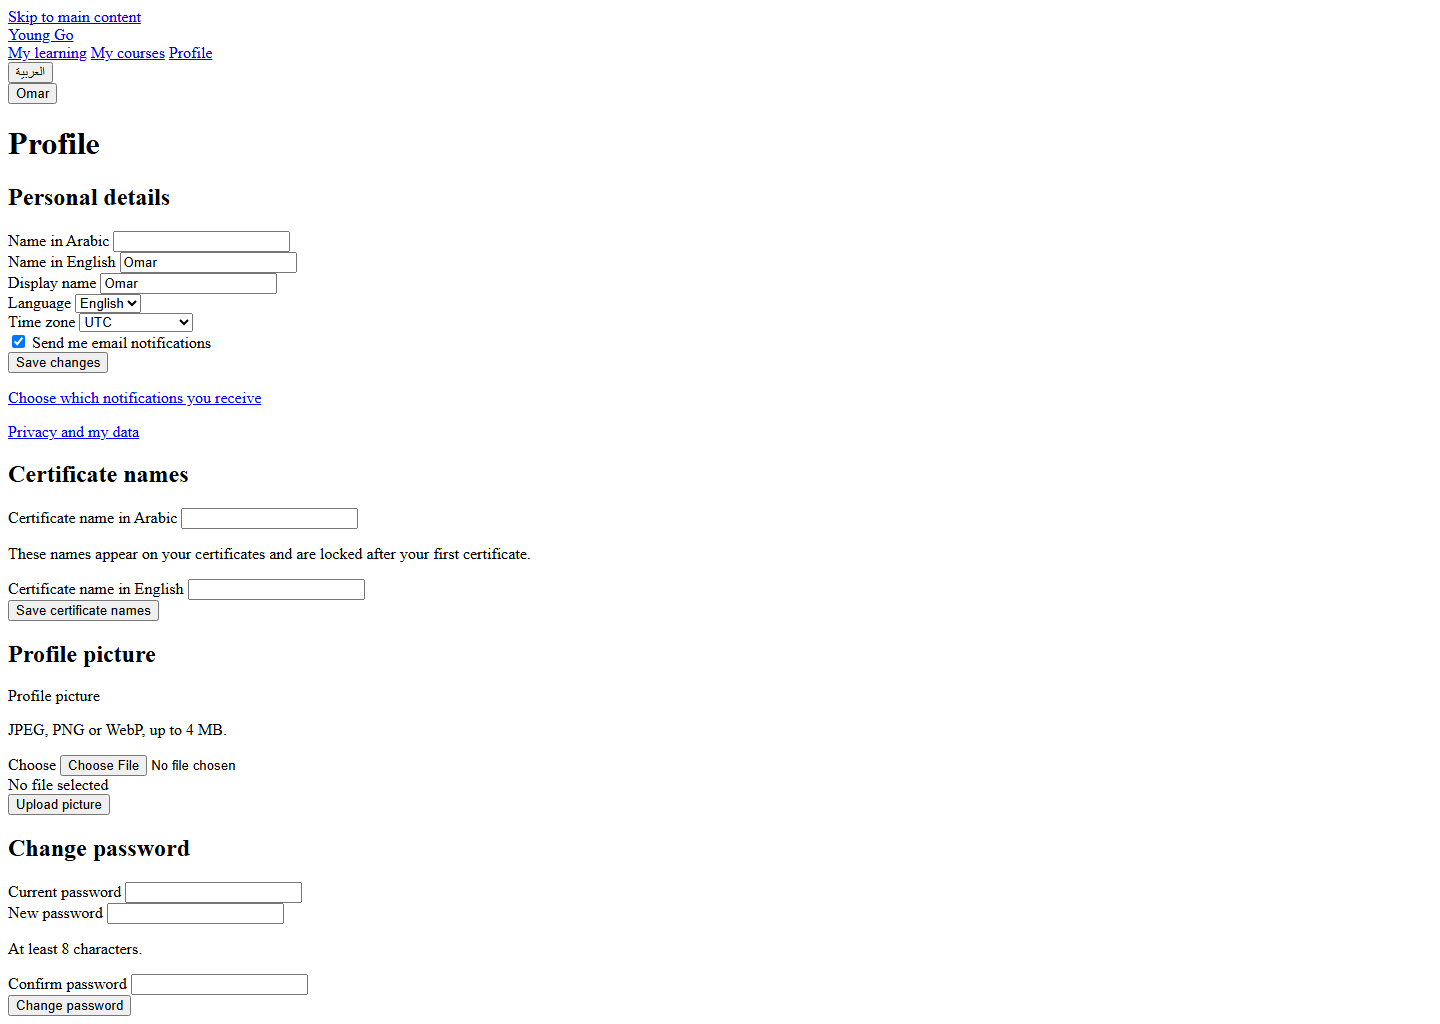 Skip to main content
Young Go
My learning My courses Profile
العربية
Omar
Profile
Personal details
Name in Arabic
Name in English Omar
Display name Omar
Language English
Time zone UTC
Send me email notifications
Save changes
Choose which notifications you receive
Privacy and my data
Certificate names
Certificate name in Arabic
These names appear on your certificates and are locked after your first certificate.
Certificate name in English
Save certificate names
Profile picture
Profile picture
JPEG, PNG or WebP, up to 4 MB.
Choose Choose File No file chosen
No file selected
Upload picture
Change password
Current password
New password
At least 8 characters.
Confirm password
Change password